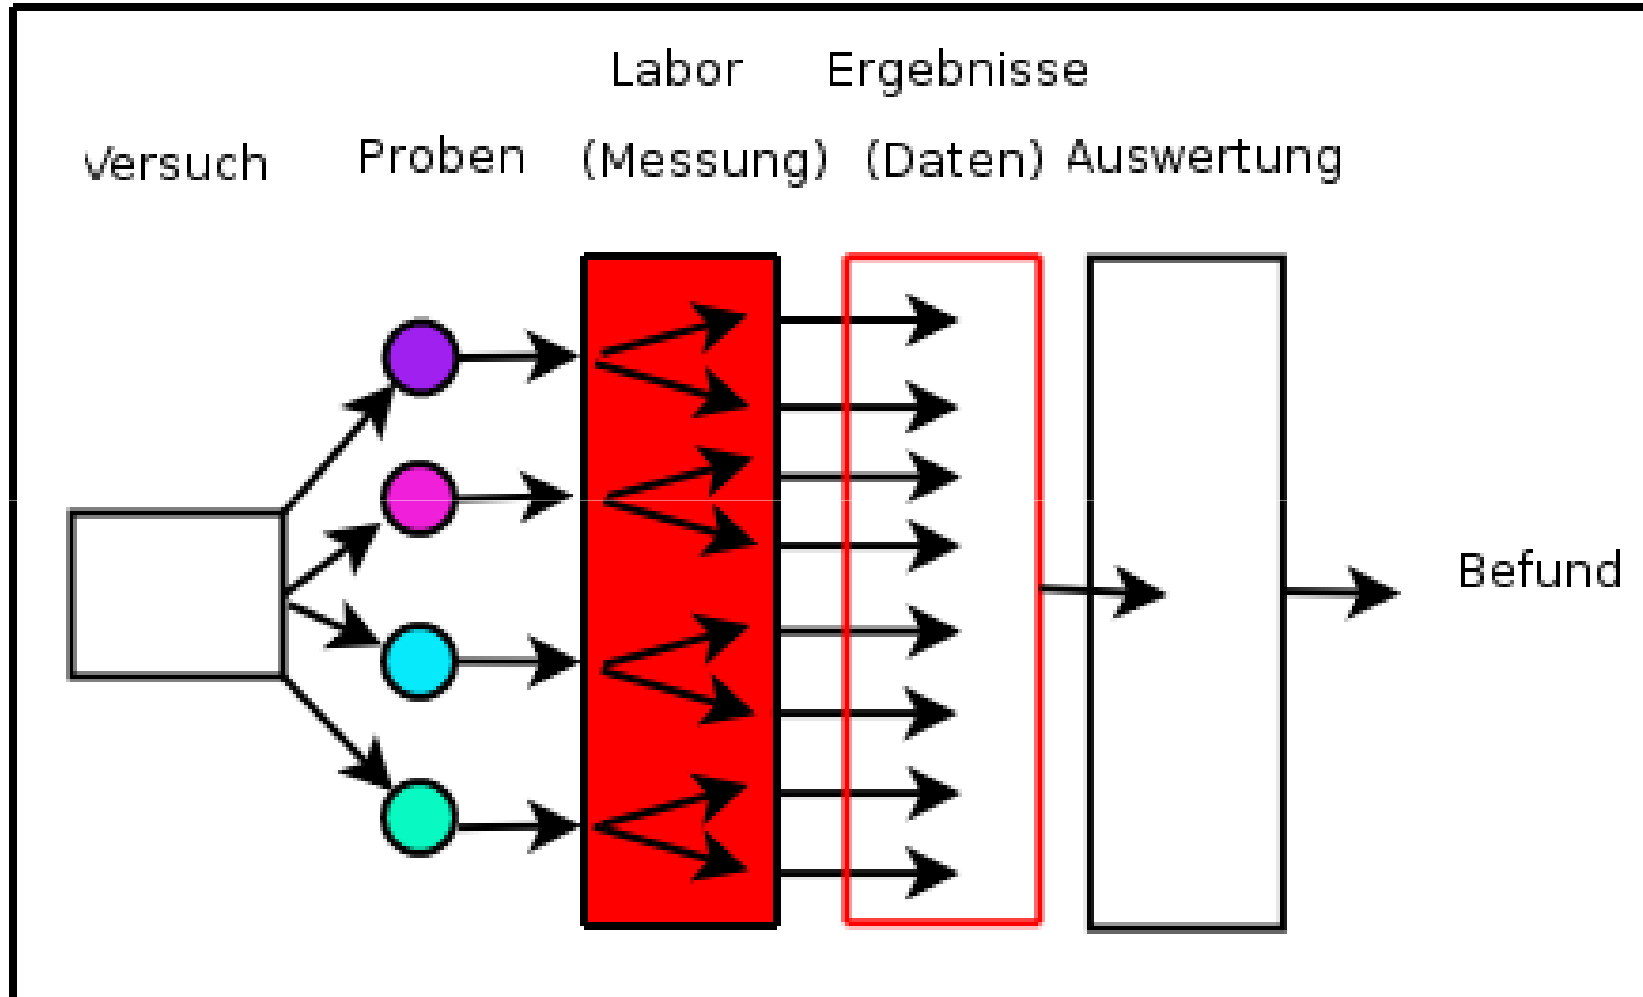 Labor Ergebnisse
Versuch Proben (Messung) (Daten) Auswertung
Befund